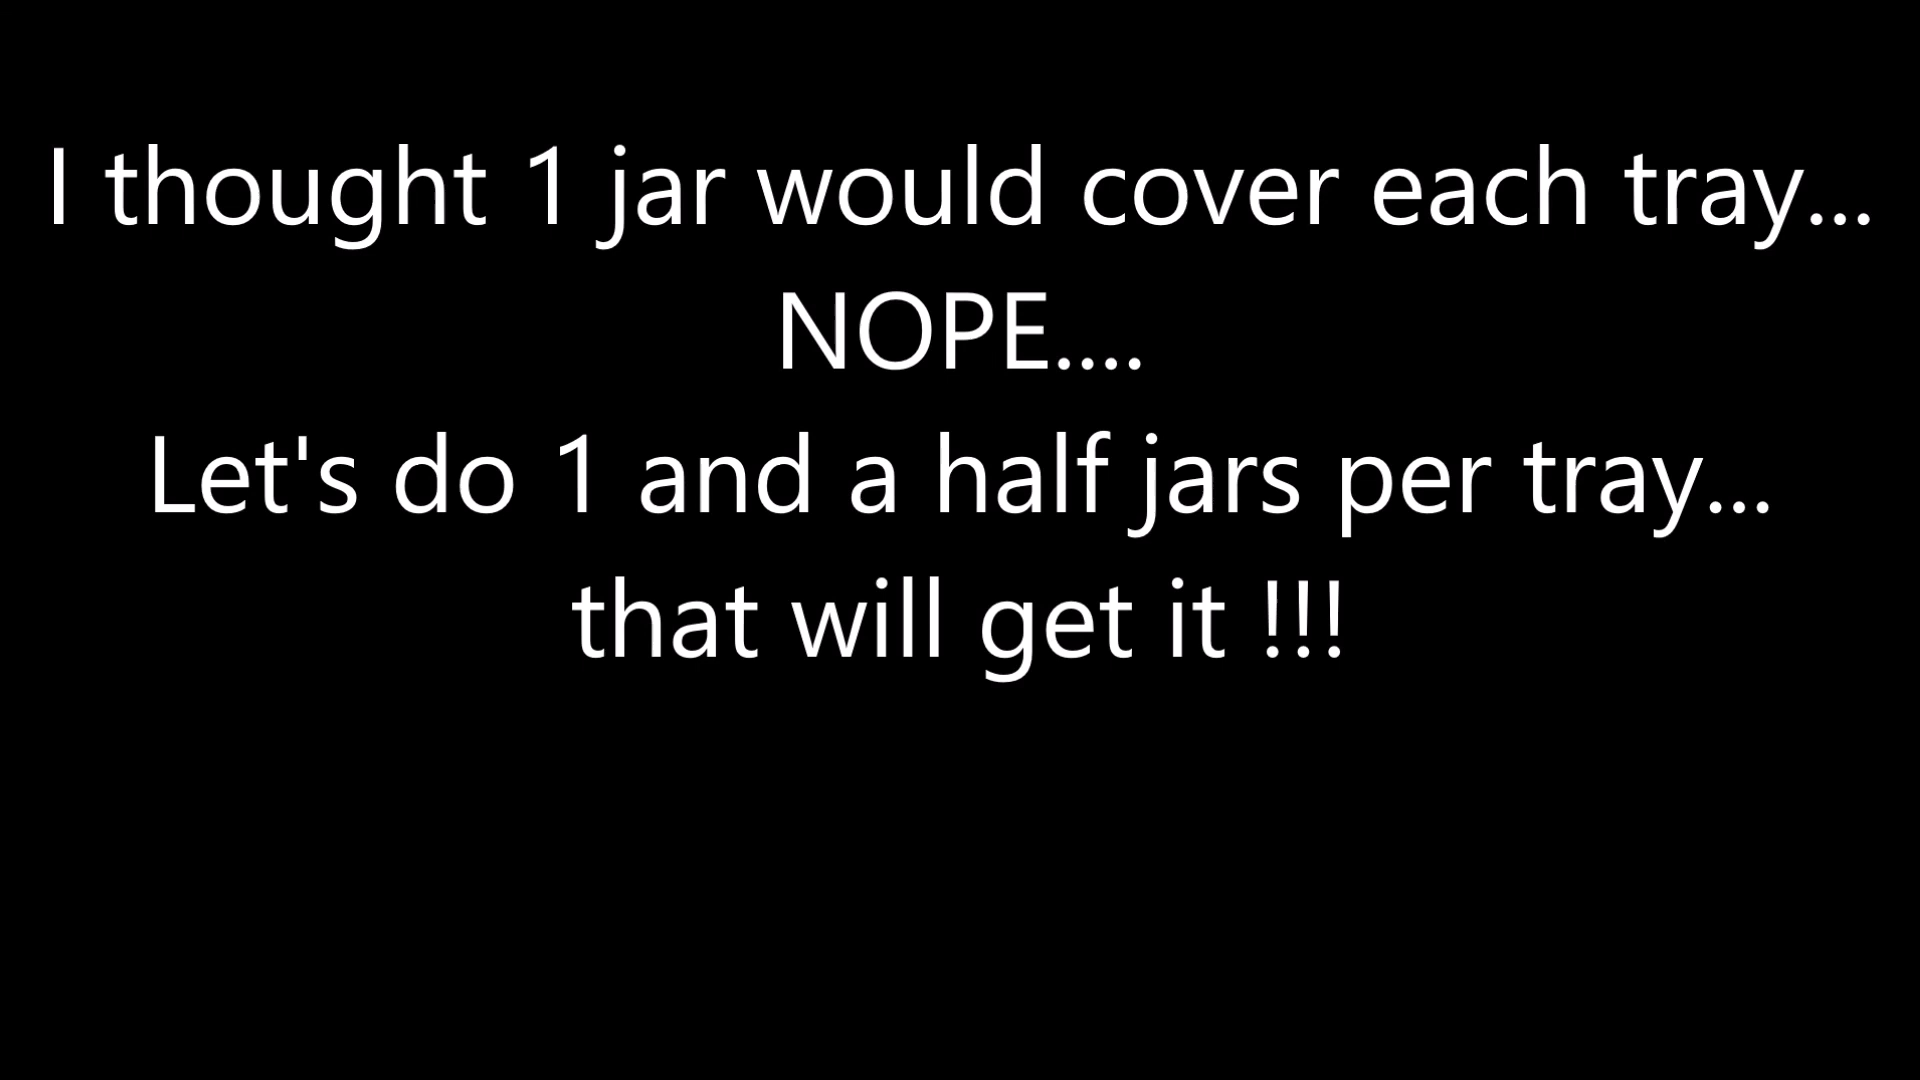 I thought 1 jar would cover each tray...
NOPE....
Let's do 1 and a half jars per tray...
that will get it !!!